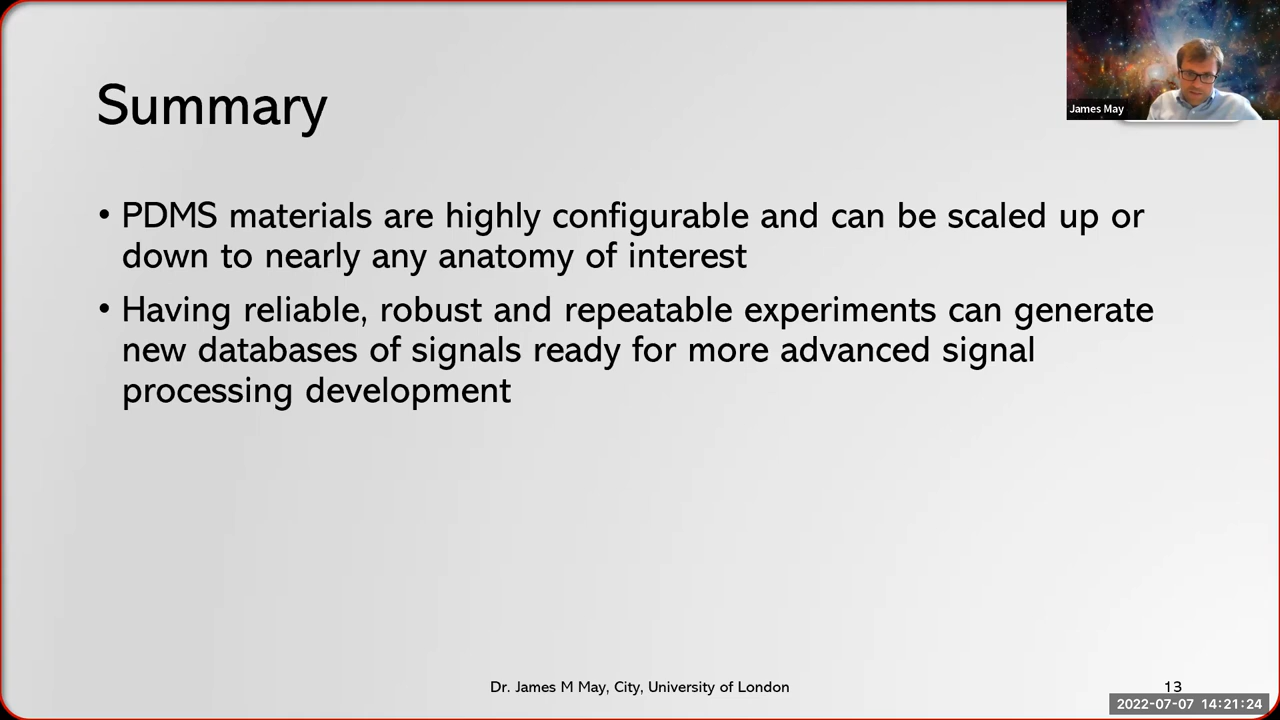 James May
Summary
• PDMS materials are highly configurable and can be scaled up or
down to nearly any anatomy of interest
• Having reliable, robust and repeatable experiments can generate
new databases of signals ready for more advanced signal
processing development
Dr. James M May, City, University of London
13
2022-07-07 14:21:24